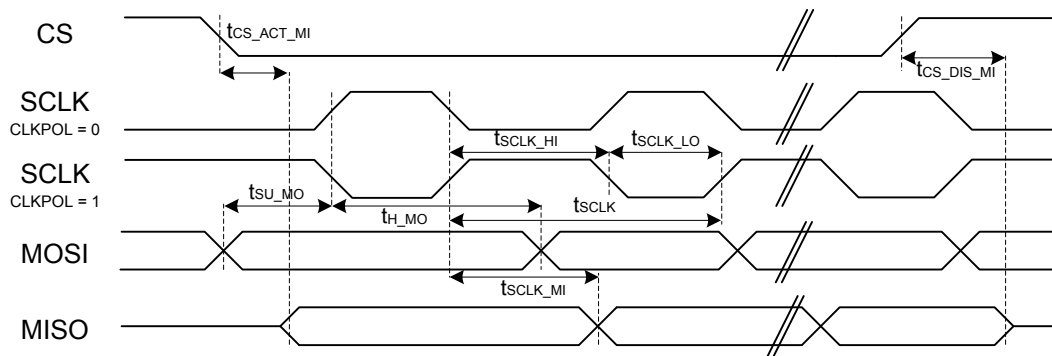 CS
tCS_ACT_MI
tCS_DIS_MI
SCLK
CLKPOL = 0
tSCLK_HI
tSCLK_LO
SCLK
CLKPOL = 1
tSU_MO
tH_MO
tSCLK
MOSI
tSCLK_MI
MISO